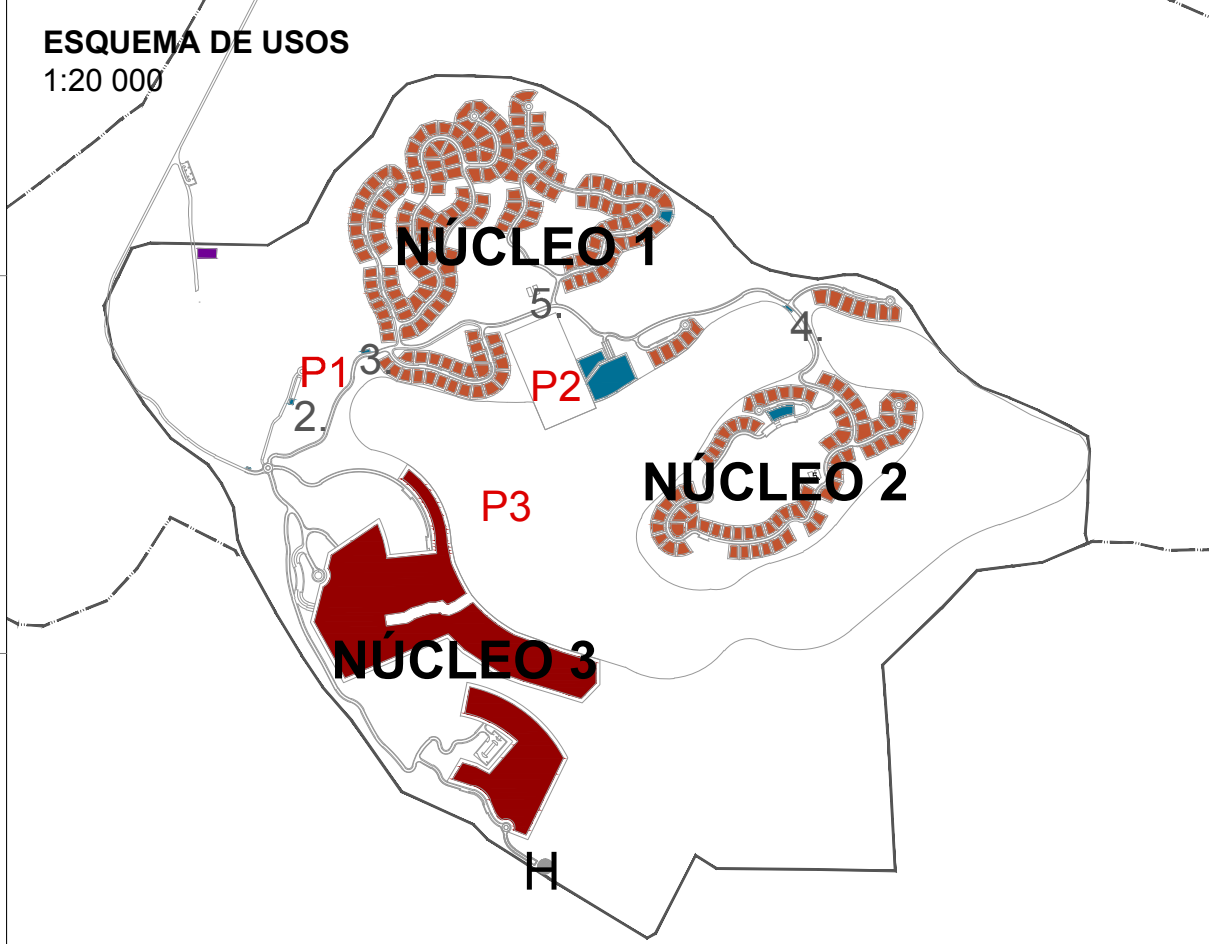 ESQUEMA DE USOS
1:20 000
NÚCLEO 1
5.
4.
3.
P1
P2
2.
NÚCLEO 2
P3
NÚCLEO 3
H